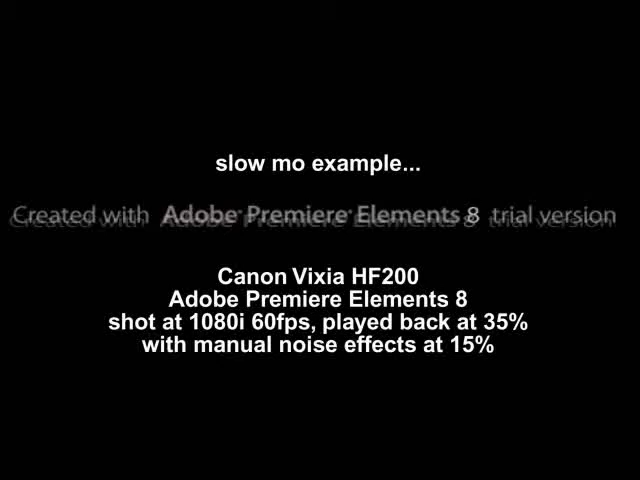 slow mo example...
Created with Adobe Premiere Elements 8 trial version
Canon Vixia HF200
Adobe Premiere Elements 8
shot at 1080i 60fps, played back at 35%
with manual noise effects at 15%